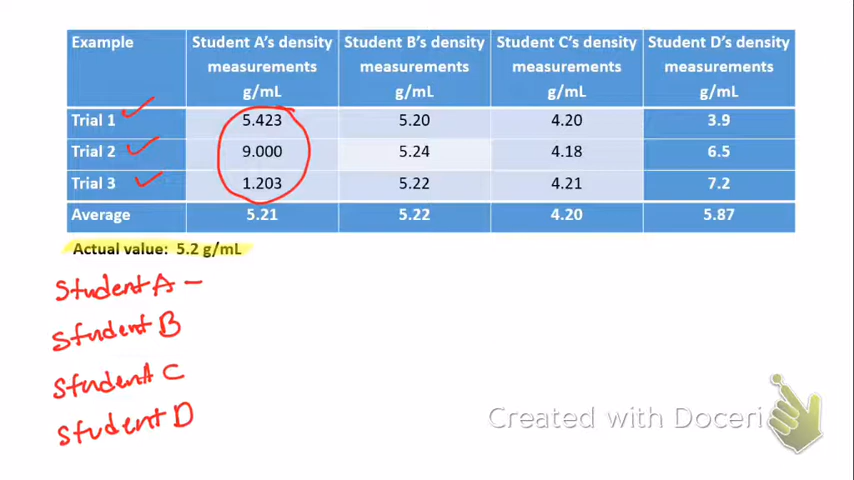 Example Student A's density measurements g/mL Student B's density measurements g/mL Student C's density measurements g/mL Student D's density measurements g/mL
Trial 1 5.423 5.20 4.20 3.9
Trial 2 9.000 5.24 4.18 6.5
Trial 3 1.203 5.22 4.21 7.2
Average 5.21 5.22 4.20 5.87
Actual value: 5.2 g/mL
Student A -
Student B
Student C
Student D
Created with Doceri